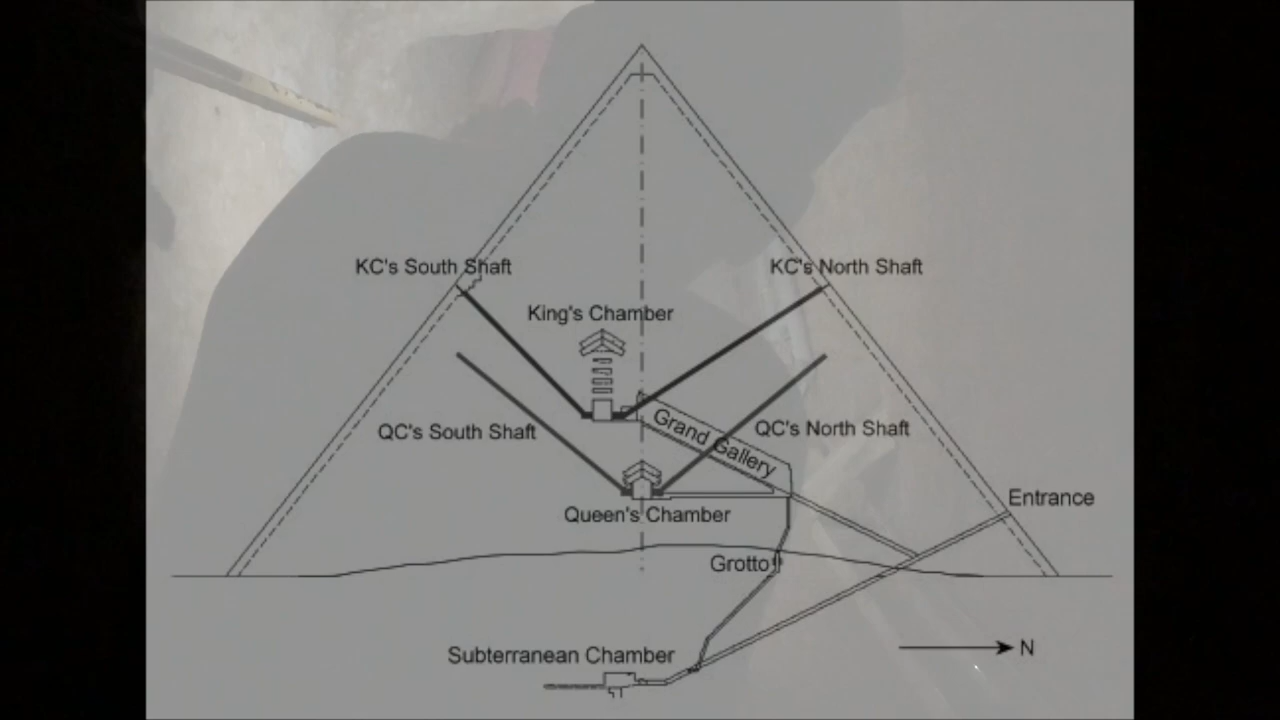 KC's South Shaft
KC's North Shaft
King's Chamber
Grand Gallery
QC's South Shaft
QC's North Shaft
Entrance
Queen's Chamber
Grotto
Subterranean Chamber
N